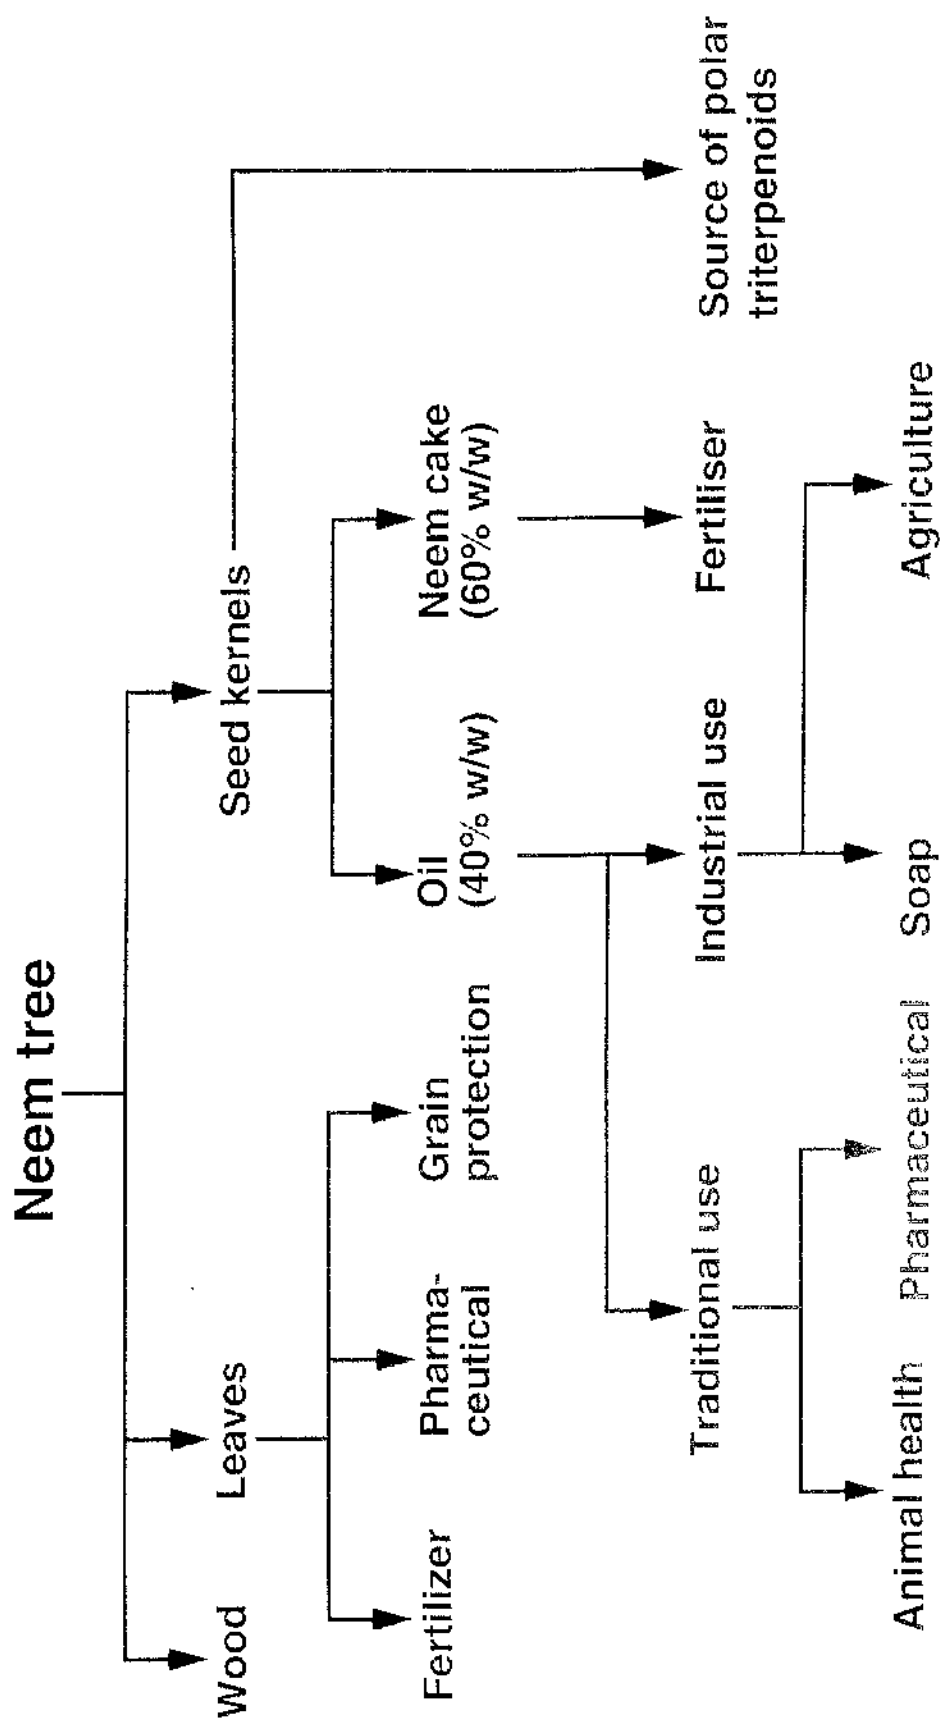 Neem tree
Wood
Leaves
Seed kernels
Fertilizer
Pharma-
ceutical
Grain
protection
Oil
(40% w/w)
Neem cake
(60% w/w)
Traditional use
Industrial use
Fertiliser
Source of polar
triterpenoids
Animal health
Pharmaceutical
Soap
Agriculture